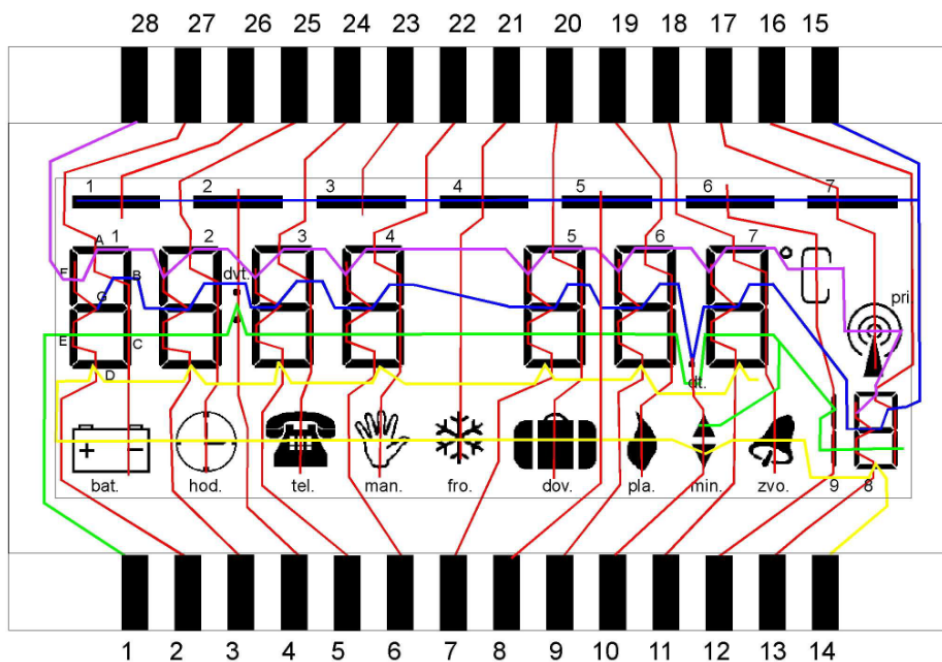 28 27 26 25 24 23 22 21 20 19 18 17 16 15
1 2 3 4 5 6 7
A 1 2 3 4 5 6 7 °
F B dvt.
G pri
E C
D dt.
+ -
bat. hod. tel. man. fro. dov. pla. min. zvo. 9 8
1 2 3 4 5 6 7 8 9 10 11 12 13 14